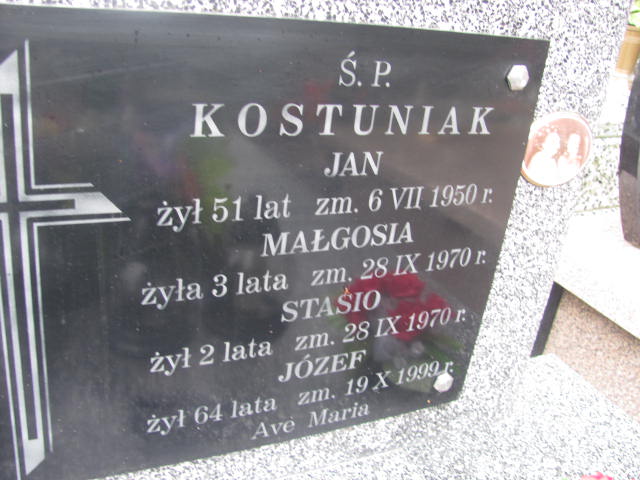 Ś. P.
KOSTUNIAK
JAN
żył 51 lat zm. 6 VII 1950 r.
MAŁGOSIA
żyła 3 lata zm. 28 IX 1970 r.
STASIO
żył 2 lata zm. 28 IX 1970 r.
JÓZEF
żył 64 lata zm. 19 X 1999 r.
Ave Maria